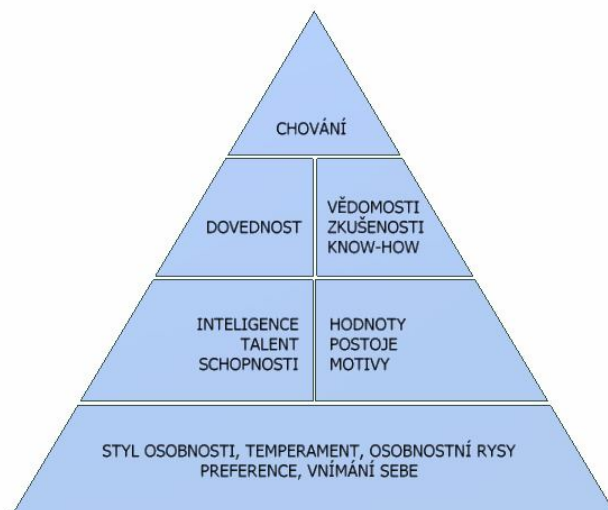 CHOVÁNÍ
DOVEDNOST
VĚDOMOSTI
ZKUŠENOSTI
KNOW-HOW
INTELIGENCE
TALENT
SCHOPNOSTI
HODNOTY
POSTOJE
MOTIVY
STYL OSOBNOSTI, TEMPERAMENT, OSOBNOSTNÍ RYSY
PREFERENCE, VNÍMÁNÍ SEBE